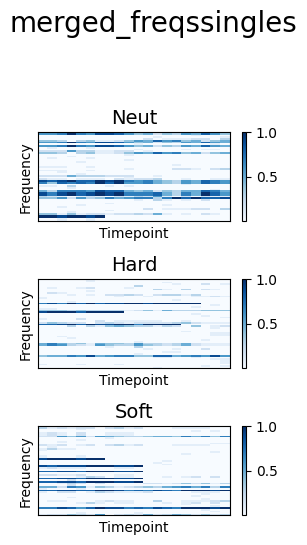 merged_freqssingles
Neut
Frequency
Timepoint
1.0
0.5
Hard
Frequency
Timepoint
1.0
0.5
Soft
Frequency
Timepoint
1.0
0.5